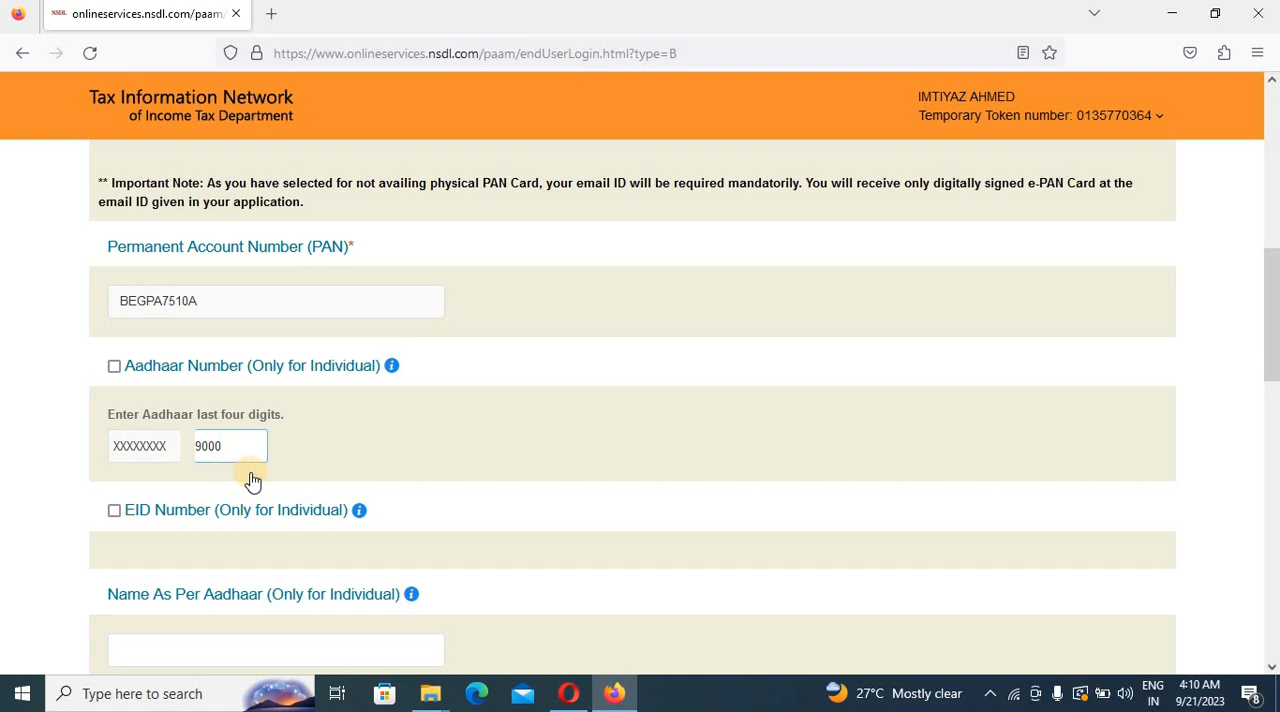 NSDL onlineservices.nsdl.com/paam/
https://www.onlineservices.nsdl.com/paam/endUserLogin.html?type=B
Tax Information Network
of Income Tax Department
IMTIYAZ AHMED
Temporary Token number: 0135770364
** Important Note: As you have selected for not availing physical PAN Card, your email ID will be required mandatorily. You will receive only digitally signed e-PAN Card at the
email ID given in your application.
Permanent Account Number (PAN)*
BEGPA7510A
Aadhaar Number (Only for Individual) i
Enter Aadhaar last four digits.
XXXXXXXX 9000
EID Number (Only for Individual) i
Name As Per Aadhaar (Only for Individual) i
Type here to search
27°C Mostly clear
ENG
IN
4:10 AM
9/21/2023
8